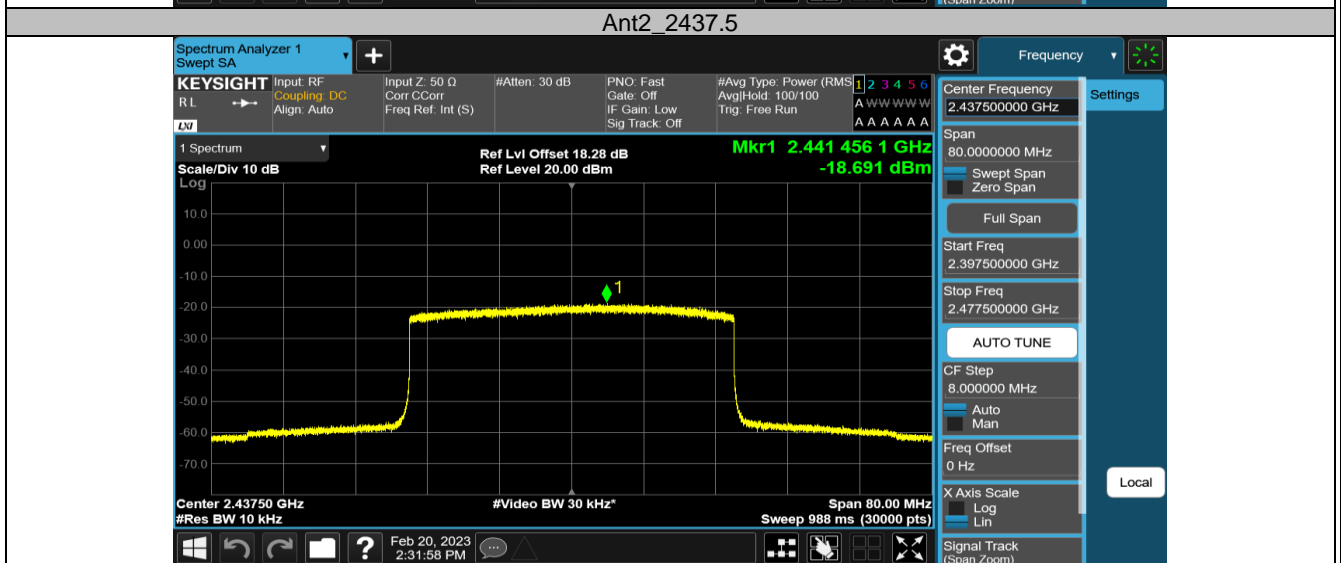 (Span Zoom)
Ant2_2437.5
Spectrum Analyzer 1
Swept SA
+
Frequency
KEYSIGHT
R L
LXI
Input: RF
Coupling: DC
Align: Auto
Input Z: 50 Ω
Corr CCorr
Freq Ref: Int (S)
#Atten: 30 dB
PNO: Fast
Gate: Off
IF Gain: Low
Sig Track: Off
#Avg Type: Power (RMS
Avg|Hold: 100/100
Trig: Free Run
1 2 3 4 5 6
A W W W W W
A A A A A A
1 Spectrum
Scale/Div 10 dB
Log
Ref Lvl Offset 18.28 dB
Ref Level 20.00 dBm
Mkr1 2.441 456 1 GHz
-18.691 dBm
10.0
0.00
-10.0
-20.0
-30.0
-40.0
-50.0
-60.0
-70.0
1
Center 2.43750 GHz
#Res BW 10 kHz
#Video BW 30 kHz*
Span 80.00 MHz
Sweep 988 ms (30000 pts)
?
Feb 20, 2023
2:31:58 PM
Center Frequency
2.437500000 GHz
Settings
Span
80.0000000 MHz
Swept Span
Zero Span
Full Span
Start Freq
2.397500000 GHz
Stop Freq
2.477500000 GHz
AUTO TUNE
CF Step
8.000000 MHz
Auto
Man
Freq Offset
0 Hz
Local
X Axis Scale
Log
Lin
Signal Track
(Span Zoom)